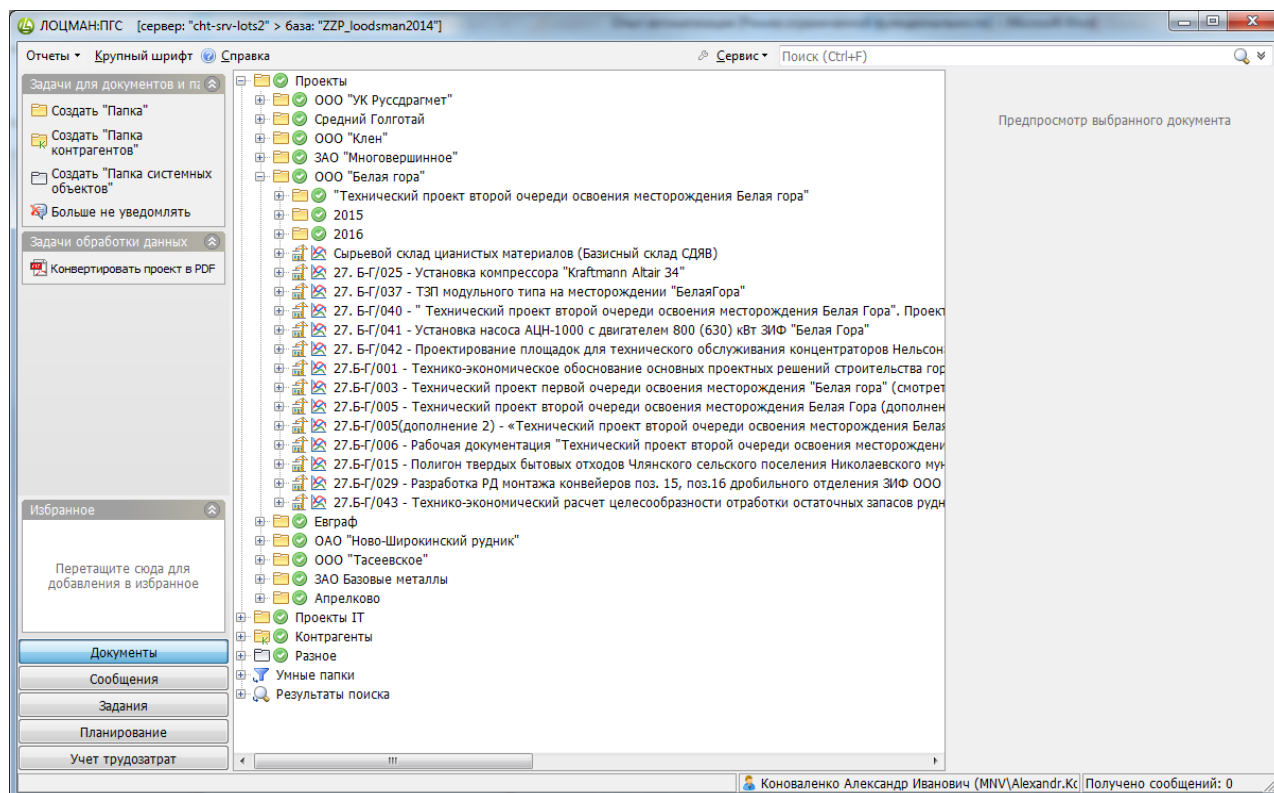 ЛОЦМАН:ПГС [сервер: "cht-srv-lots2" > база: "ZZP_loodsman2014"]
Отчеты Крупный шрифт Справка Сервис Поиск (Ctrl+F)
Задачи для документов и па
Создать "Папка"
Создать "Папка
контрагентов"
Создать "Папка системных
объектов"
Больше не уведомлять
Задачи обработки данных
Конвертировать проект в PDF
Избранное
Перетащите сюда для
добавления в избранное
Документы
Сообщения
Задания
Планирование
Учет трудозатрат
Проекты
ООО "УК Руссдрагмет"
Средний Голготай
ООО "Клен"
ЗАО "Многовершинное"
ООО "Белая гора"
"Технический проект второй очереди освоения месторождения Белая гора"
2015
2016
Сырьевой склад цианистых материалов (Базисный склад СДЯВ)
27. Б-Г/025 - Установка компрессора "Kraftmann Altair 34"
27. Б-Г/037 - ТЗП модульного типа на месторождении "БелаяГора"
27. Б-Г/040 - " Технический проект второй очереди освоения месторождения Белая Гора". Проект
27. Б-Г/041 - Установка насоса АЦН-1000 с двигателем 800 (630) кВт ЗИФ "Белая Гора"
27. Б-Г/042 - Проектирование площадок для технического обслуживания концентраторов Нельсон
27.Б-Г/001 - Технико-экономическое обоснование основных проектных решений строительства гор
27.Б-Г/003 - Технический проект первой очереди освоения месторождения "Белая гора" (смотрет
27.Б-Г/005 - Технический проект второй очереди освоения месторождения Белая Гора (дополнен
27.Б-Г/005(дополнение 2) - «Технический проект второй очереди освоения месторождения Белая
27.Б-Г/006 - Рабочая документация "Технический проект второй очереди освоения месторождени
27.Б-Г/015 - Полигон твердых бытовых отходов Члянского сельского поселения Николаевского мун
27.Б-Г/029 - Разработка РД монтажа конвейеров поз. 15, поз.16 дробильного отделения ЗИФ ООО
27.Б-Г/043 - Технико-экономический расчет целесообразности отработки остаточных запасов рудн
Евграф
ОАО "Ново-Широкинский рудник"
ООО "Тасеевское"
ЗАО Базовые металлы
Апрелково
Проекты IT
Контрагенты
Разное
Умные папки
Результаты поиска
Предпросмотр выбранного документа
Коноваленко Александр Иванович (MNV\Alexandr.Kc Получено сообщений: 0